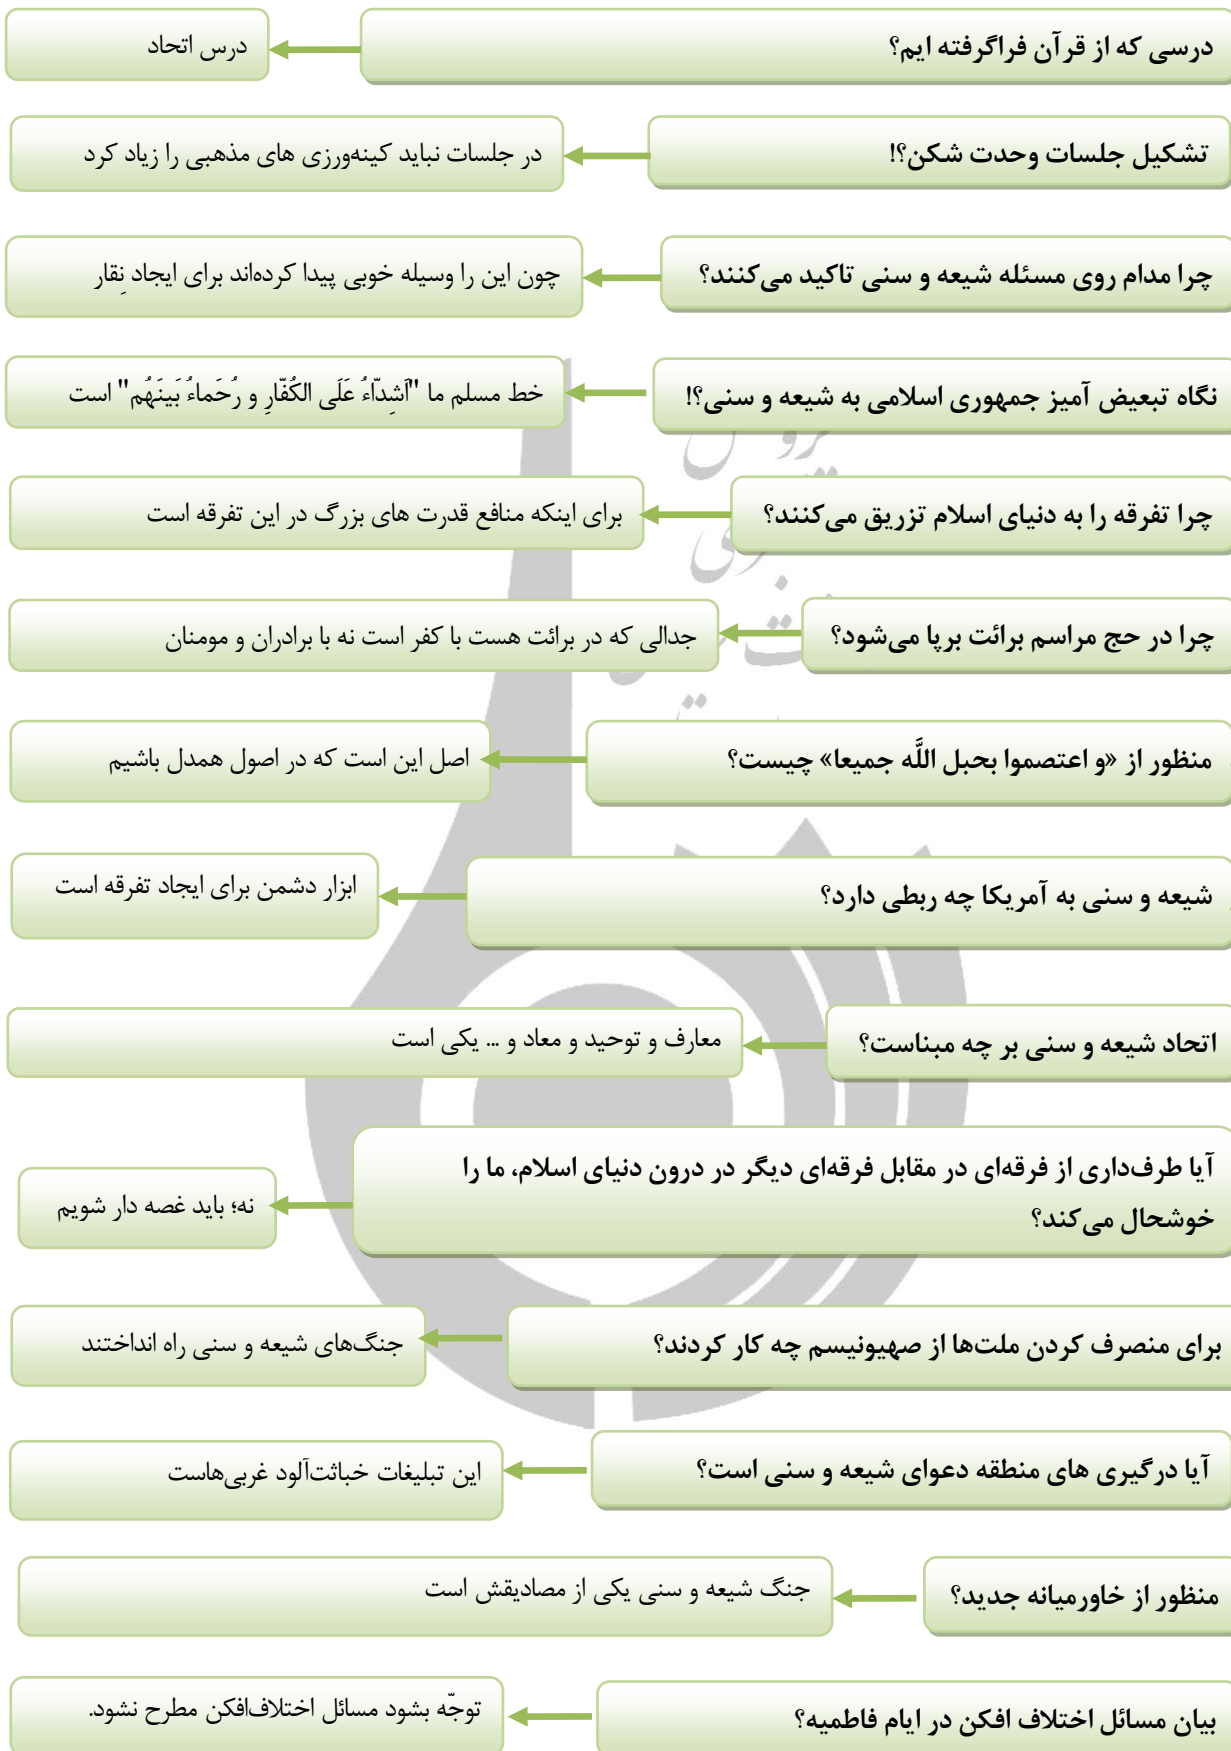 درسی که از قرآن فراگرفته ایم؟
درس اتحاد
تشکیل جلسات وحدت شکن؟!
در جلسات نباید کینه‌ورزی های مذهبی را زیاد کرد
چرا مدام روی مسئله شیعه و سنی تاکید می‌کنند؟
چون این را وسیله خوبی پیدا کرده‌اند برای ایجاد نِقار
نگاه تبعیض آمیز جمهوری اسلامی به شیعه و سنی؟!
خط مسلم ما "اَشِدّاءُ عَلَی الکُفّارِ و رُحَماءُ بَینَهُم" است
چرا تفرقه را به دنیای اسلام تزریق می‌کنند؟
برای اینکه منافع قدرت های بزرگ در این تفرقه است
چرا در حج مراسم برائت برپا می‌شود؟
جدالی که در برائت هست با کفر است نه با برادران و مومنان
منظور از «و اعتصموا بحبل اللَّه جمیعا» چیست؟
اصل این است که در اصول همدل باشیم
شیعه و سنی به آمریکا چه ربطی دارد؟
ابزار دشمن برای ایجاد تفرقه است
اتحاد شیعه و سنی بر چه مبناست؟
معارف و توحید و معاد و ... یکی است
آیا طرف‌داری از فرقه‌ای در مقابل فرقه‌ای دیگر در درون دنیای اسلام، ما را
خوشحال می‌کند؟
نه؛ باید غصه دار شویم
برای منصرف کردن ملت‌ها از صهیونیسم چه کار کردند؟
جنگ‌های شیعه و سنی راه انداختند
آیا درگیری های منطقه دعوای شیعه و سنی است؟
این تبلیغات خباثت‌آلود غربی‌هاست
منظور از خاورمیانه جدید؟
جنگ شیعه و سنی یکی از مصادیقش است
بیان مسائل اختلاف افکن در ایام فاطمیه؟
توجّه بشود مسائل اختلاف‌افکن مطرح نشود.